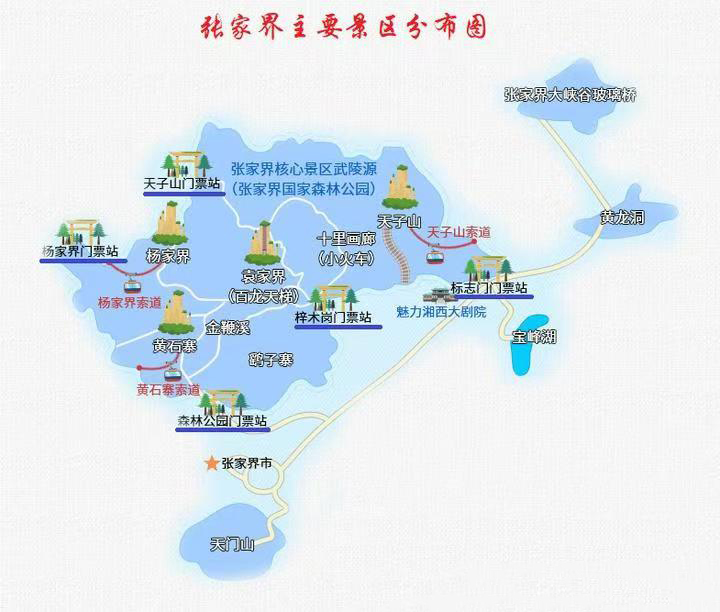 张家界主要景区分布图
张家界大峡谷玻璃桥
张家界核心景区武陵源
（张家界国家森林公园）
天子山门票站
黄龙洞
天子山
天子山索道
十里画廊
（小火车）
杨家界门票站
杨家界
袁家界
（百龙天梯）
标志门门票站
杨家界索道
魅力湘西大剧院
梓木岗门票站
金鞭溪
宝峰湖
黄石寨
鹞子寨
黄石寨索道
森林公园门票站
张家界市
天门山